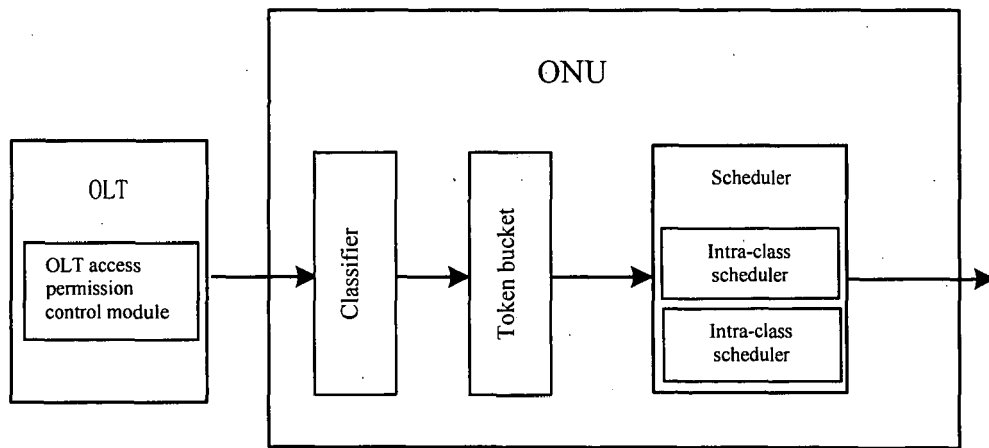 ONU
OLT
OLT access
permission
control module
Classifier
Token bucket
Scheduler
Intra-class
scheduler
Intra-class
scheduler